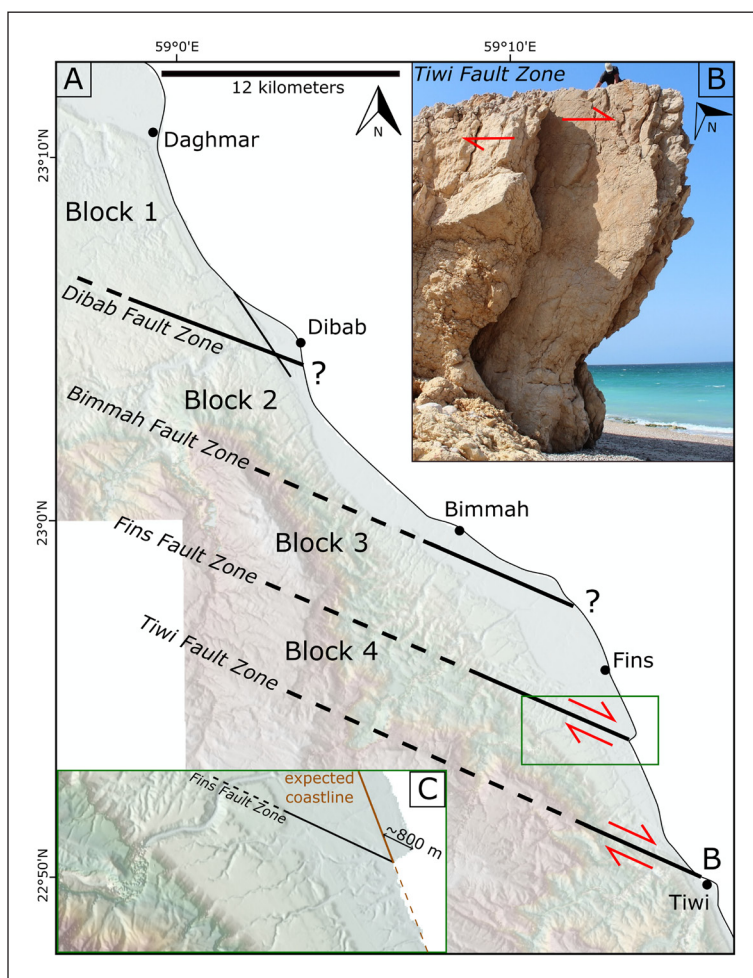 59°0'E
59°10'E
A
12 kilometers
N
Tiwi Fault Zone
B
N
23°10'N
Daghmar
Block 1
Dibab Fault Zone
Dibab
?
Block 2
Bimmah Fault Zone
Bimmah
23°0'N
Block 3
Fins Fault Zone
?
Fins
Block 4
Tiwi Fault Zone
expected
coastline
C
Fins Fault Zone
~800 m
22°50'N
B
Tiwi